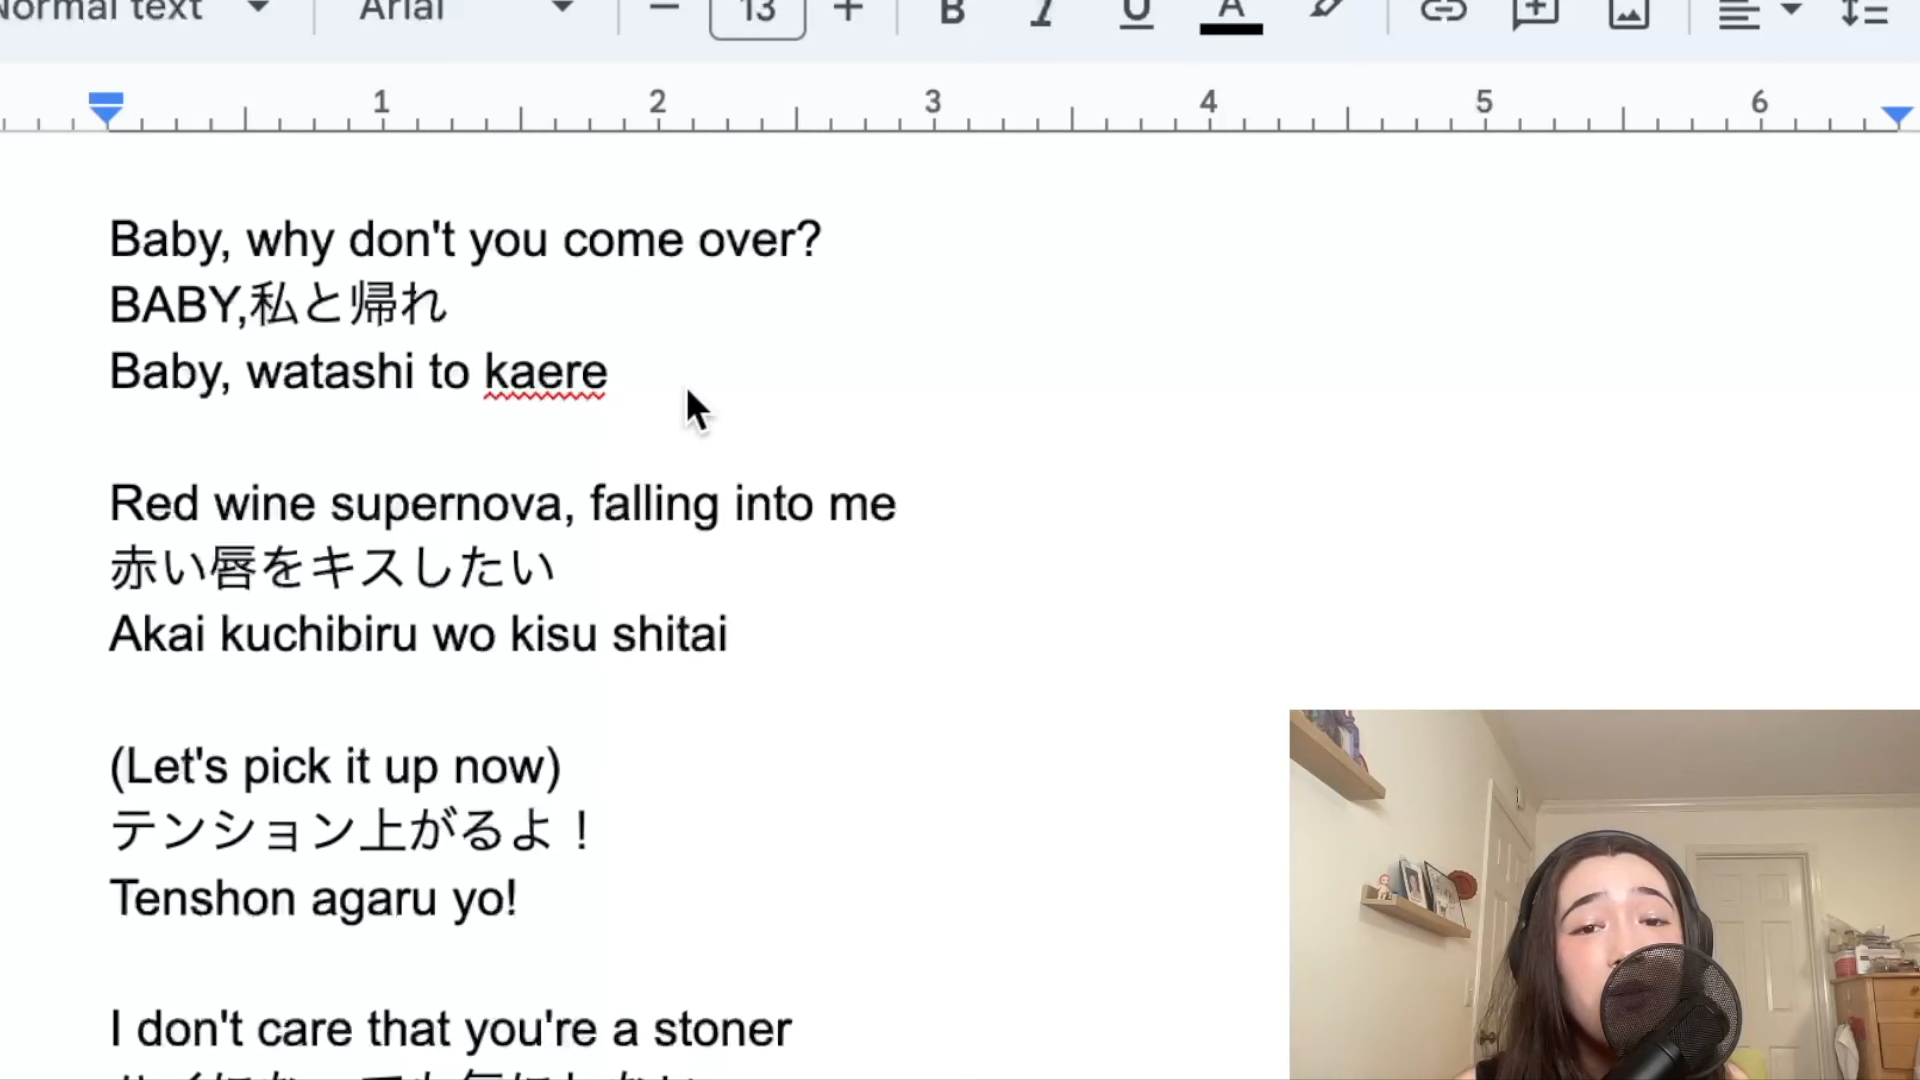 Normal text Arial 13 B I U A
1 2 3 4 5 6
Baby, why don't you come over?
BABY,私と帰れ
Baby, watashi to kaere
Red wine supernova, falling into me
赤い唇をキスしたい
Akai kuchibiru wo kisu shitai
(Let's pick it up now)
テンション上がるよ！
Tenshon agaru yo!
I don't care that you're a stoner